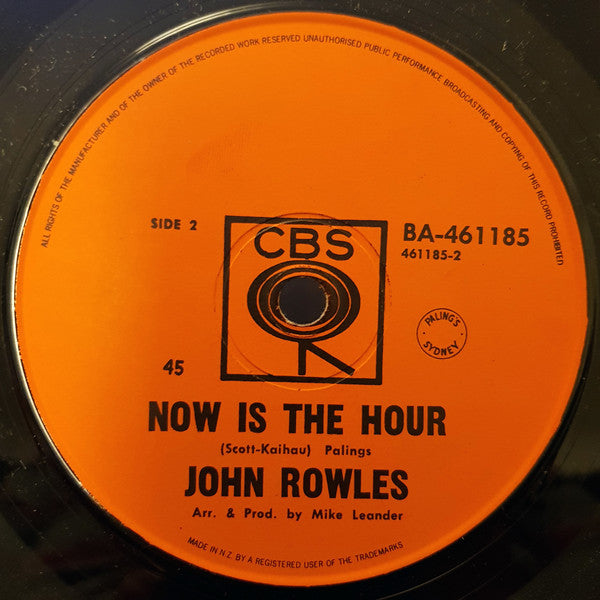 ALL RIGHTS OF THE MANUFACTURER AND OF THE OWNER OF THE RECORDED WORK RESERVED UNAUTHORISED PUBLIC PERFORMANCE BROADCASTING AND COPYING OF THIS RECORD PROHIBITED
SIDE 2
CBS
BA-461185
461185-2
PALING'S
SYDNEY
45
NOW IS THE HOUR
(Scott-Kaihau) Palings
JOHN ROWLES
Arr. & Prod. by Mike Leander
MADE IN N.Z. BY A REGISTERED USER OF THE TRADEMARKS